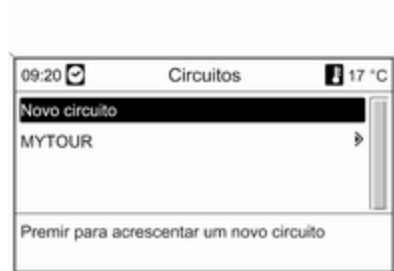 09:20 Circuitos 17 °C
Novo circuito
MYTOUR
Premir para acrescentar um novo circuito